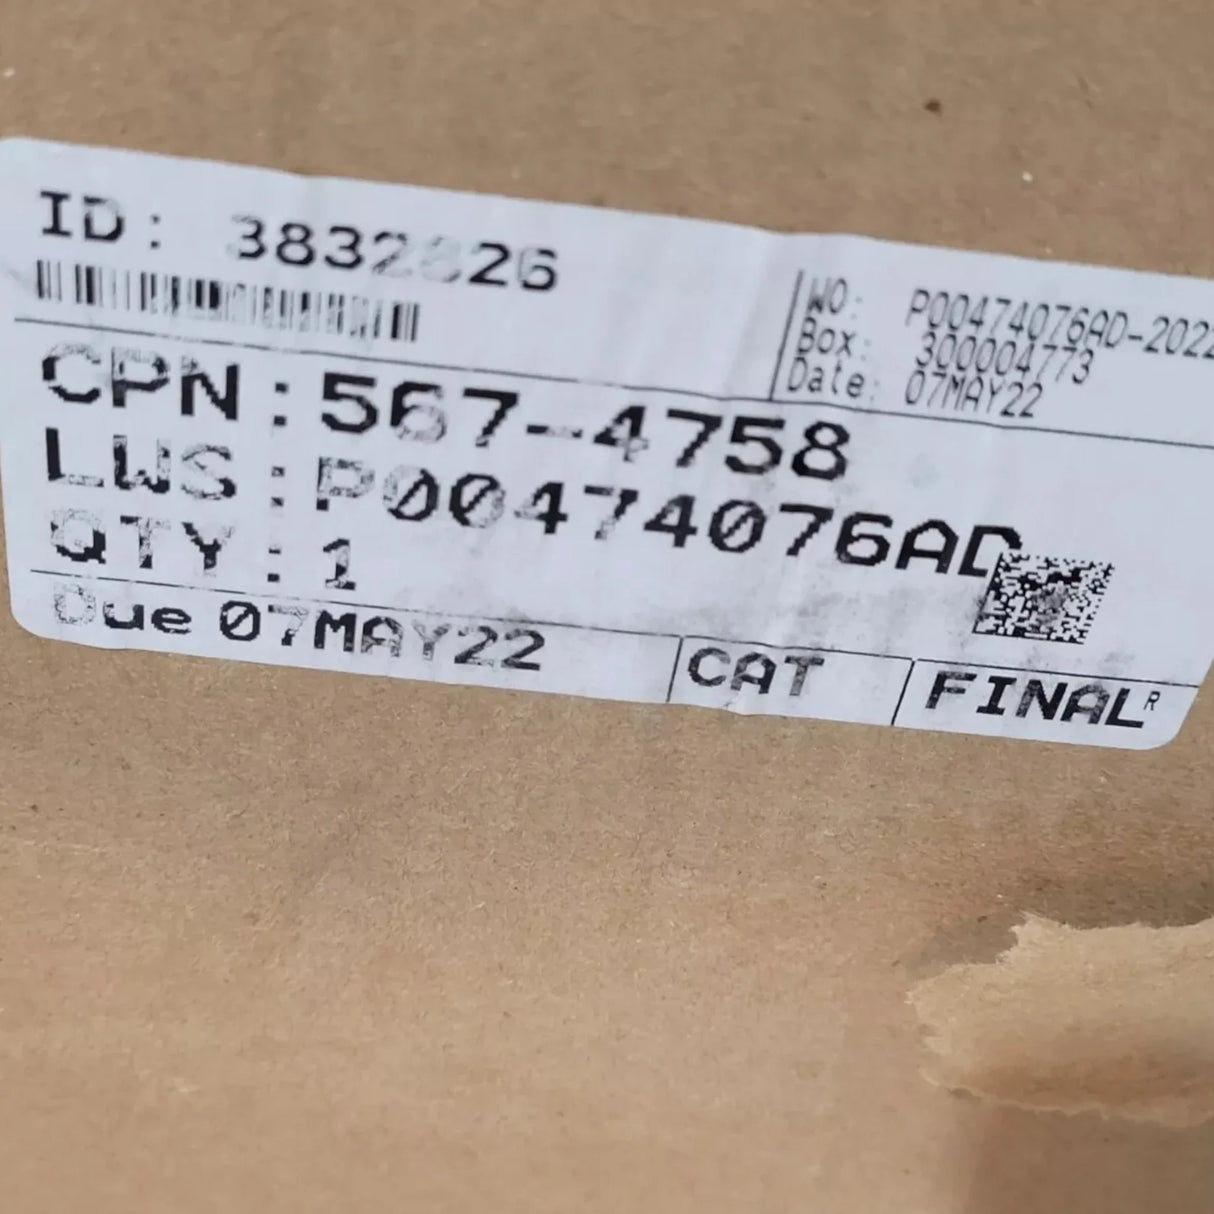 ID:
WO: P00474076AD-2022
Box: 300004773
Date: 07MAY22
CPN:567-4758
LWS:P00474076AD
QTY:1
Due 07MAY22
CAT
FINAL R